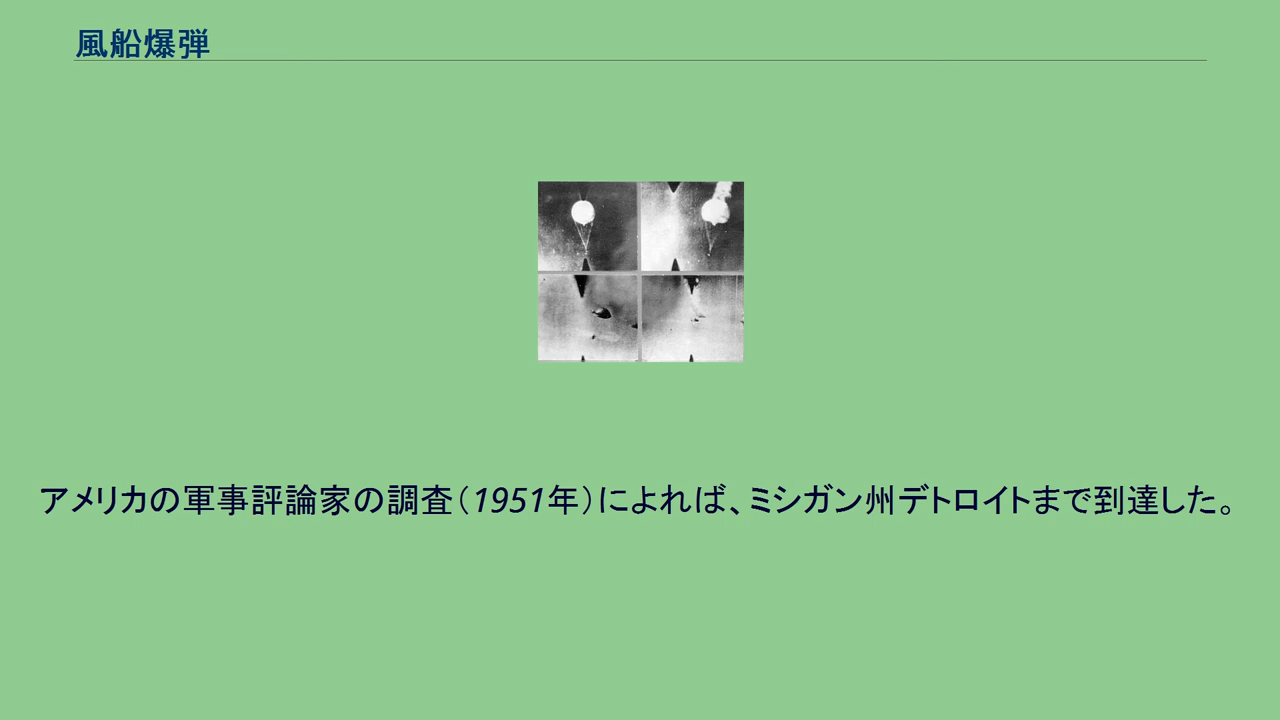 風船爆弾
アメリカの軍事評論家の調査（1951年）によれば、ミシガン州デトロイトまで到達した。